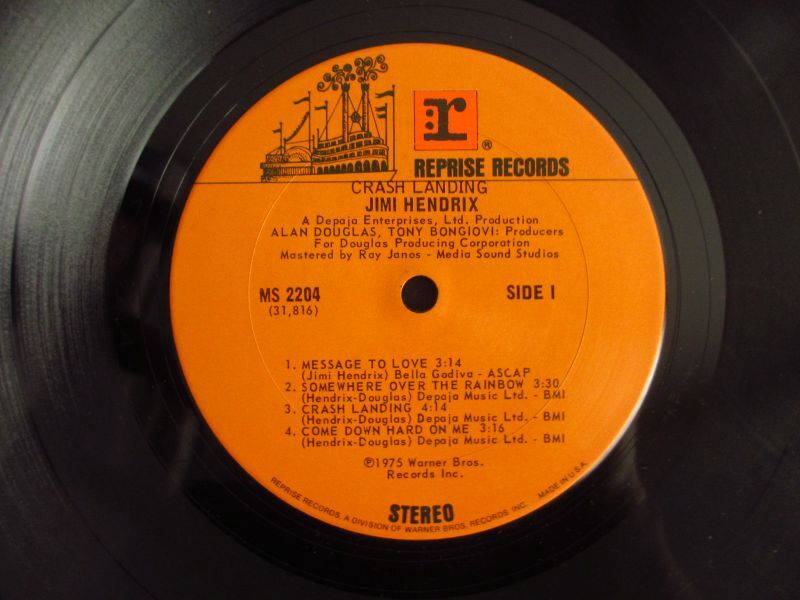 r
®
REPRISE RECORDS
CRASH LANDING
JIMI HENDRIX
A Depaja Enterprises, Ltd. Production
ALAN DOUGLAS, TONY BONGIOVI: Producers
For Douglas Producing Corporation
Mastered by Ray Janos - Media Sound Studios
MS 2204 SIDE I
(31,816)
1. MESSAGE TO LOVE 3:14
(Jimi Hendrix) Bella Godiva - ASCAP
2. SOMEWHERE OVER THE RAINBOW 3:30
(Hendrix-Douglas) Depaja Music Ltd. - BMI
3. CRASH LANDING 4:14
(Hendrix-Douglas) Depaja Music Ltd. - BMI
4. COME DOWN HARD ON ME 3:16
(Hendrix-Douglas) Depaja Music Ltd. - BMI
℗1975 Warner Bros.
Records Inc.
STEREO
REPRISE RECORDS, A DIVISION OF WARNER BROS. RECORDS INC. MADE IN U.S.A.